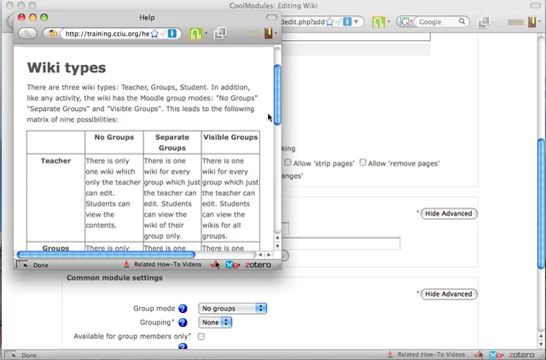 CoolModules: Editing Wiki
Help
http://training.cciu.org/he
dedit.php?add
Google
Wiki types
There are three wiki types: Teacher, Groups, Student. In addition,
like any activity, the wiki has the Moodle group modes: "No Groups"
"Separate Groups" and "Visible Groups". This leads to the following
matrix of nine possibilities:
No Groups
Separate
Groups
Visible Groups
Teacher
There is only
one wiki which
only the teacher
can edit.
Students can
view the
contents.
There is one
wiki for every
group which just
the teacher can
edit. Students
can view the
wiki of their
group only.
There is one
wiki for every
group which just
the teacher can
edit. Students
can view the
wikis for all
groups.
Groups
There is only
There is one
There is one
Done
Related How-To Videos
zotero
king
Allow 'strip pages'
Allow 'remove pages'
anges'
* Hide Advanced
Common module settings
* Hide Advanced
Group mode
No groups
Grouping*
None
Available for group members only*
Done
Related How-To Videos
zotero